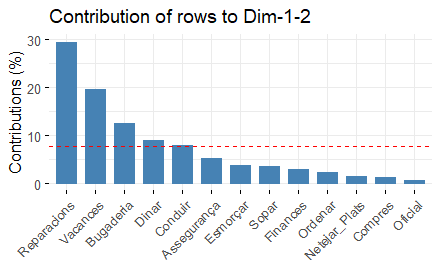 Contribution of rows to Dim-1-2
Contributions (%)
30
20
10
0
Reparacions
Vacances
Bugaderia
Dinar
Conduir
Assegurança
Esmorçar
Sopar
Finances
Ordenar
Netejar_Plats
Compres
Oficial